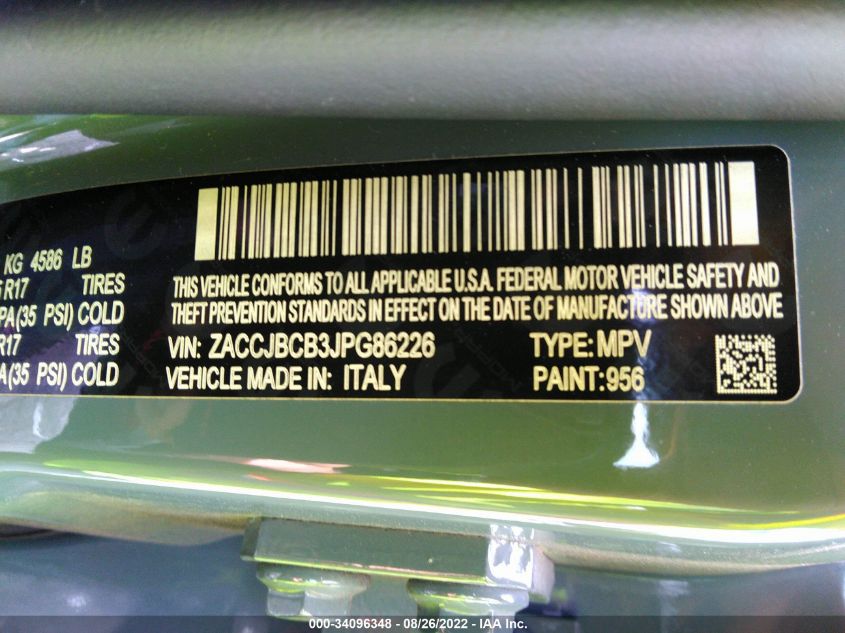 KG 4586 LB
R17 TIRES
PA(35 PSI) COLD
R17 TIRES
A(35 PSI) COLD
THIS VEHICLE CONFORMS TO ALL APPLICABLE U.S.A. FEDERAL MOTOR VEHICLE SAFETY AND
THEFT PREVENTION STANDARDS IN EFFECT ON THE DATE OF MANUFACTURE SHOWN ABOVE
VIN: ZACCJBCB3JPG86226 TYPE: MPV
VEHICLE MADE IN: ITALY PAINT: 956
000-34096348 - 08/26/2022 - IAA Inc.